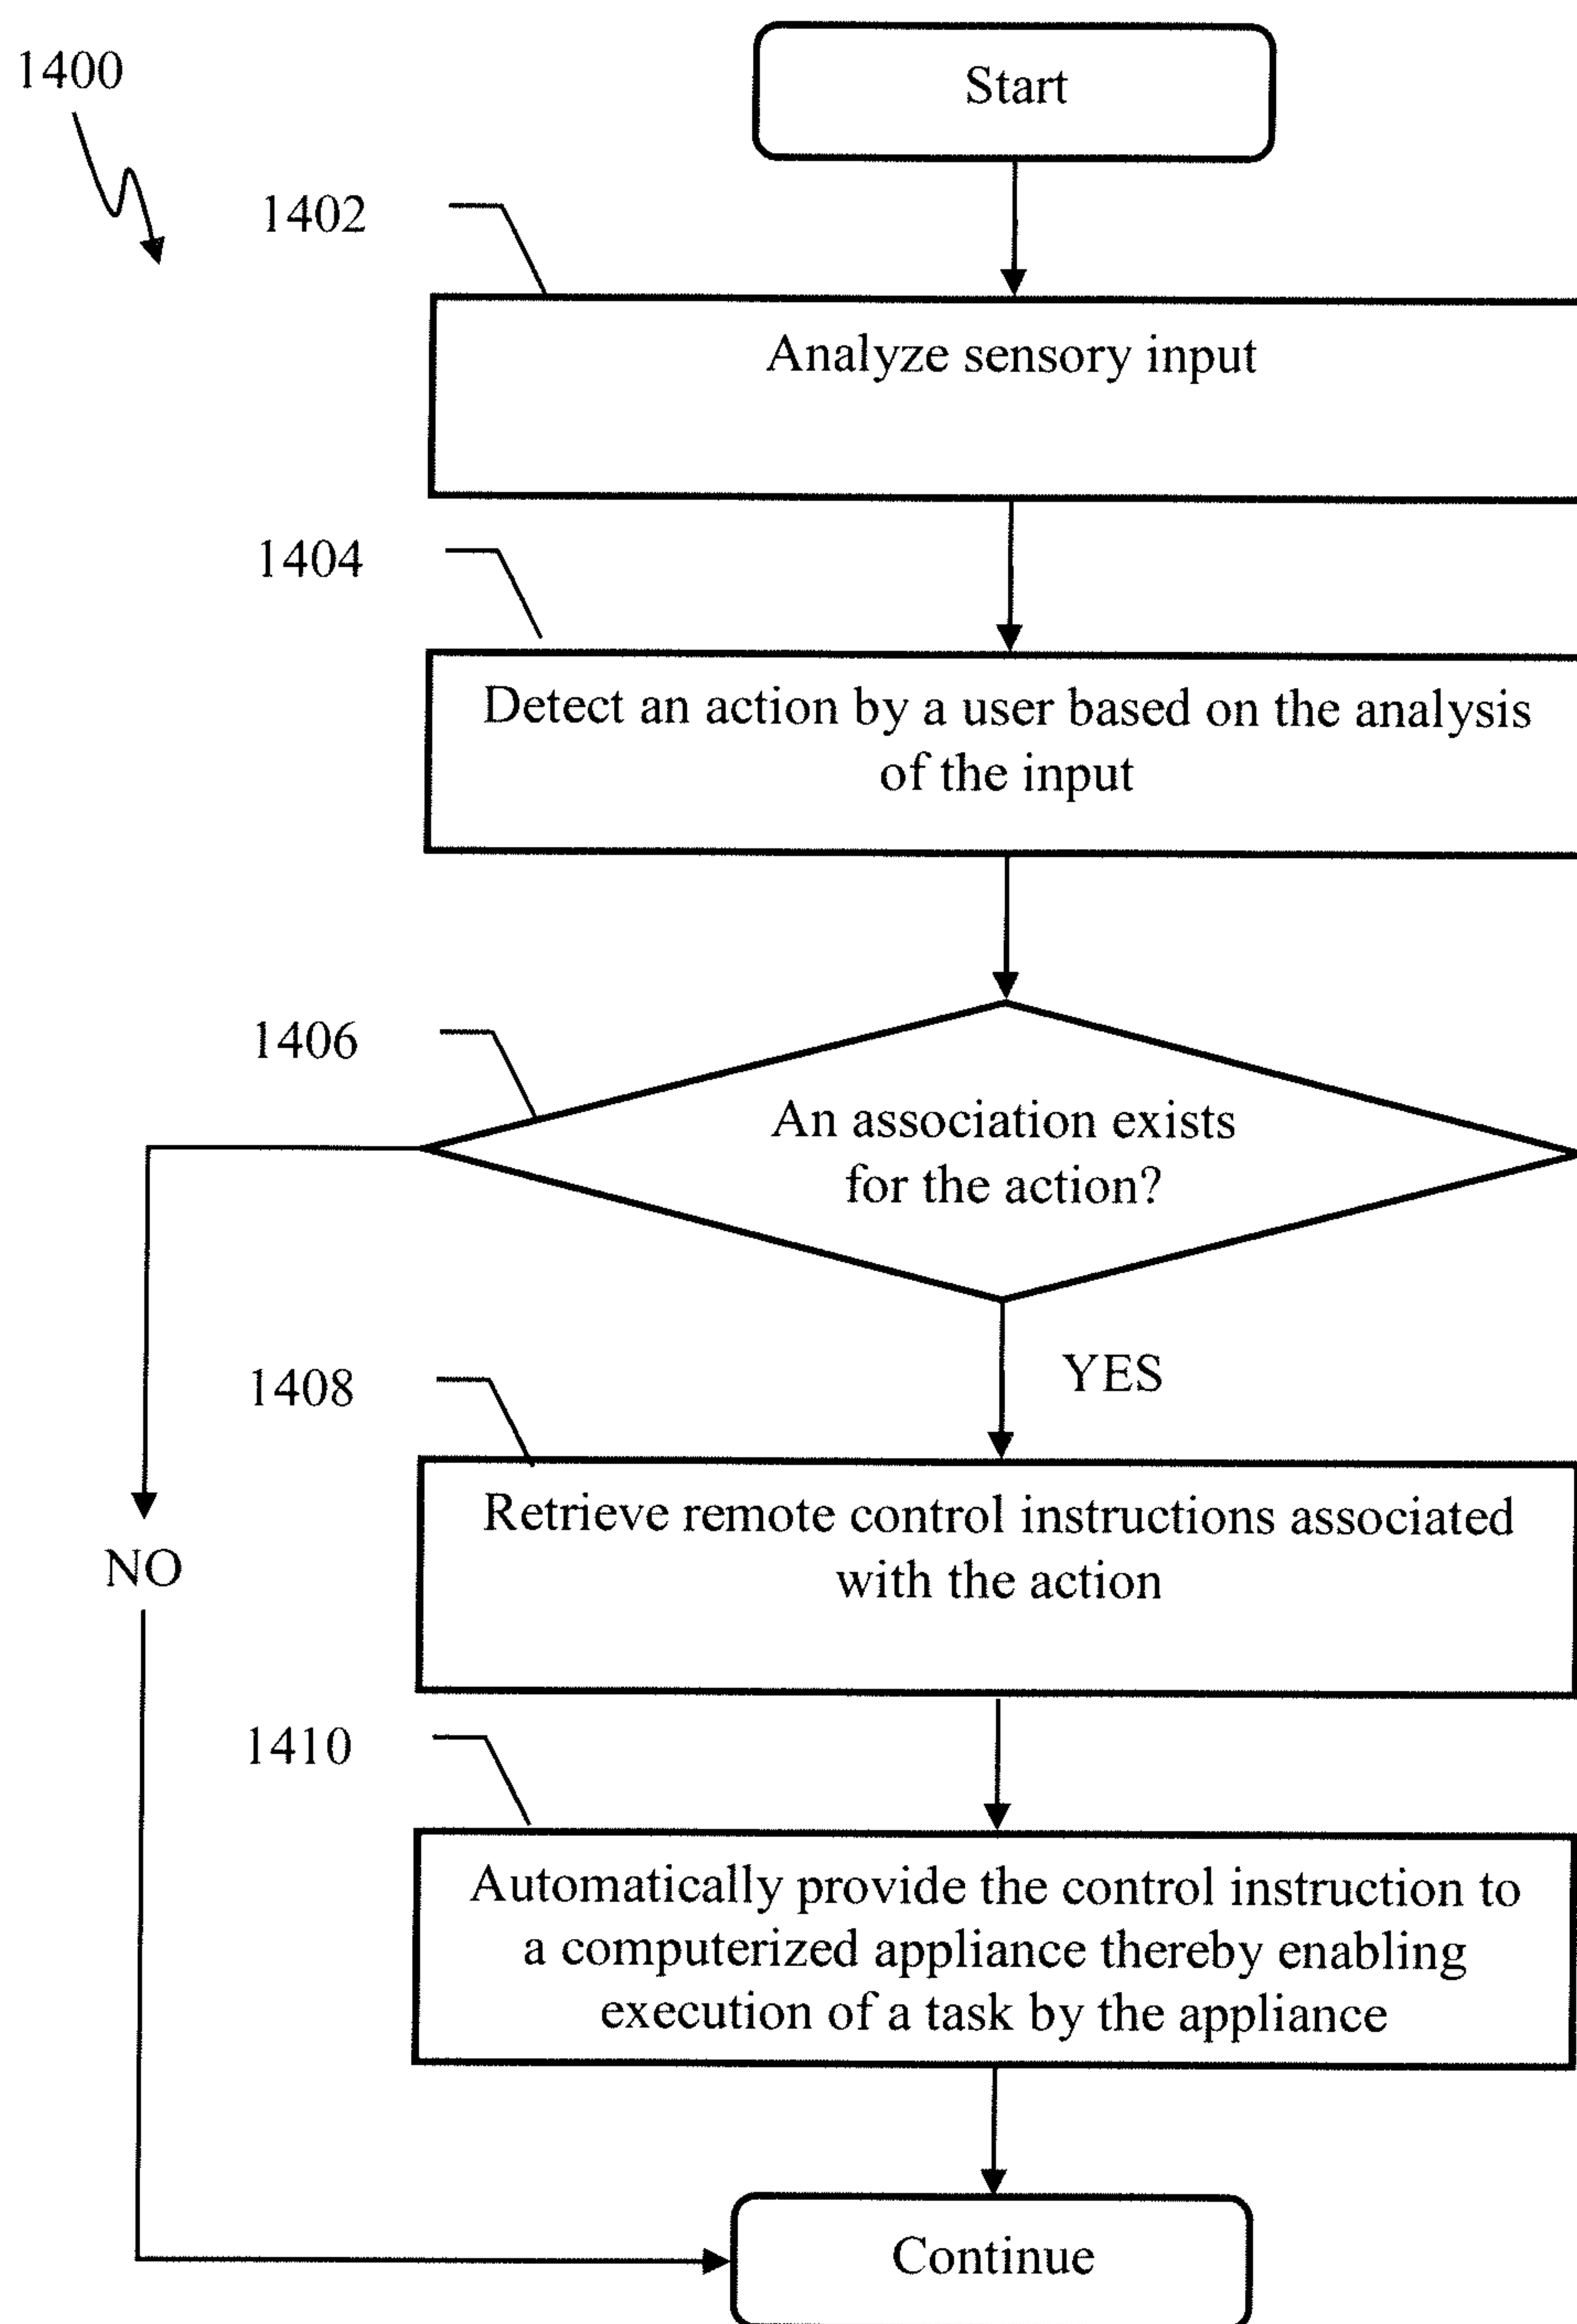 1400
Start
1402
Analyze sensory input
1404
Detect an action by a user based on the analysis
of the input
1406
An association exists
for the action?
YES
1408
Retrieve remote control instructions associated
with the action
NO
1410
Automatically provide the control instruction to
a computerized appliance thereby enabling
execution of a task by the appliance
Continue